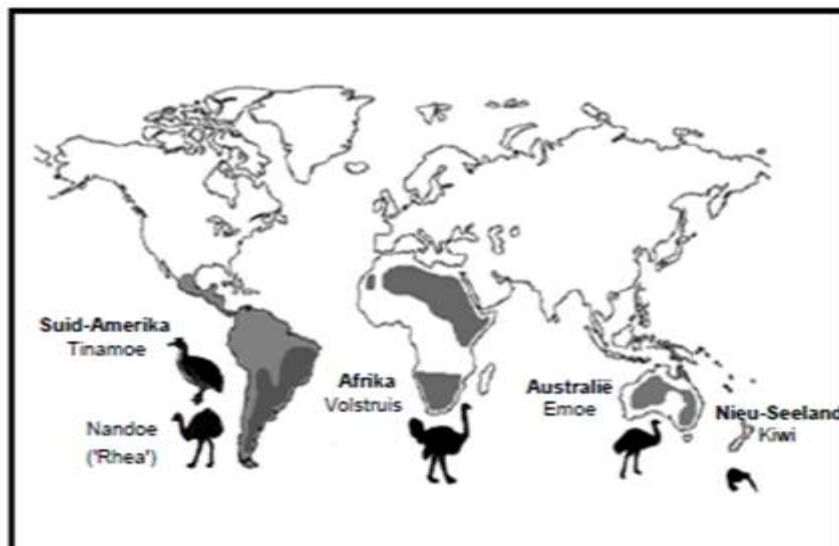 Suid-Amerika
Tinamoe
Nandoe
('Rhea')
Afrika
Volstruis
Australië
Emoe
Nieu-Seeland
Kiwi